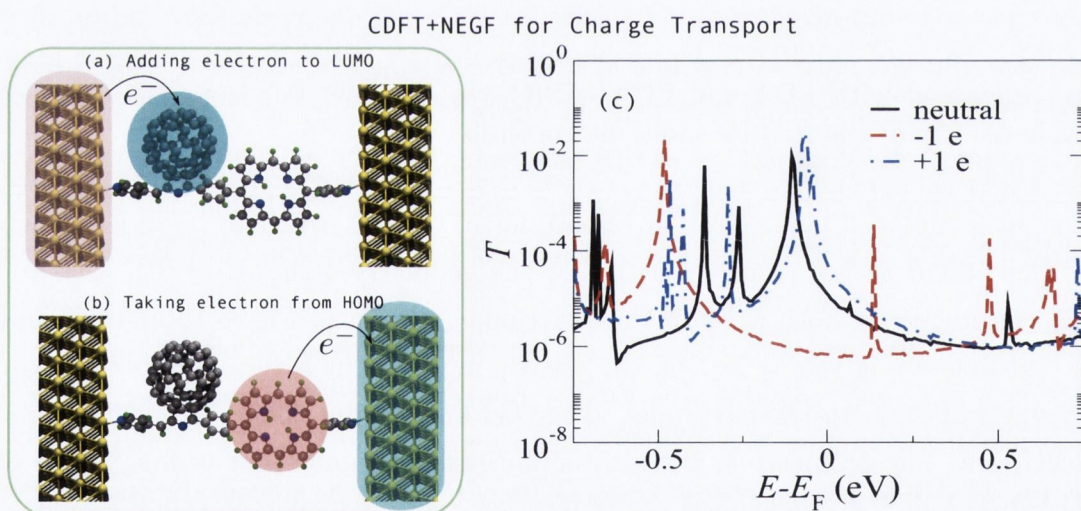 CDFT+NEGF for Charge Transport
(a) Adding electron to LUMO
e⁻
(b) Taking electron from HOMO
e⁻
(c)
neutral
-1 e
+1 e
T
10⁰
10⁻²
10⁻⁴
10⁻⁶
10⁻⁸
-0.5
0
0.5
E-E_F (eV)